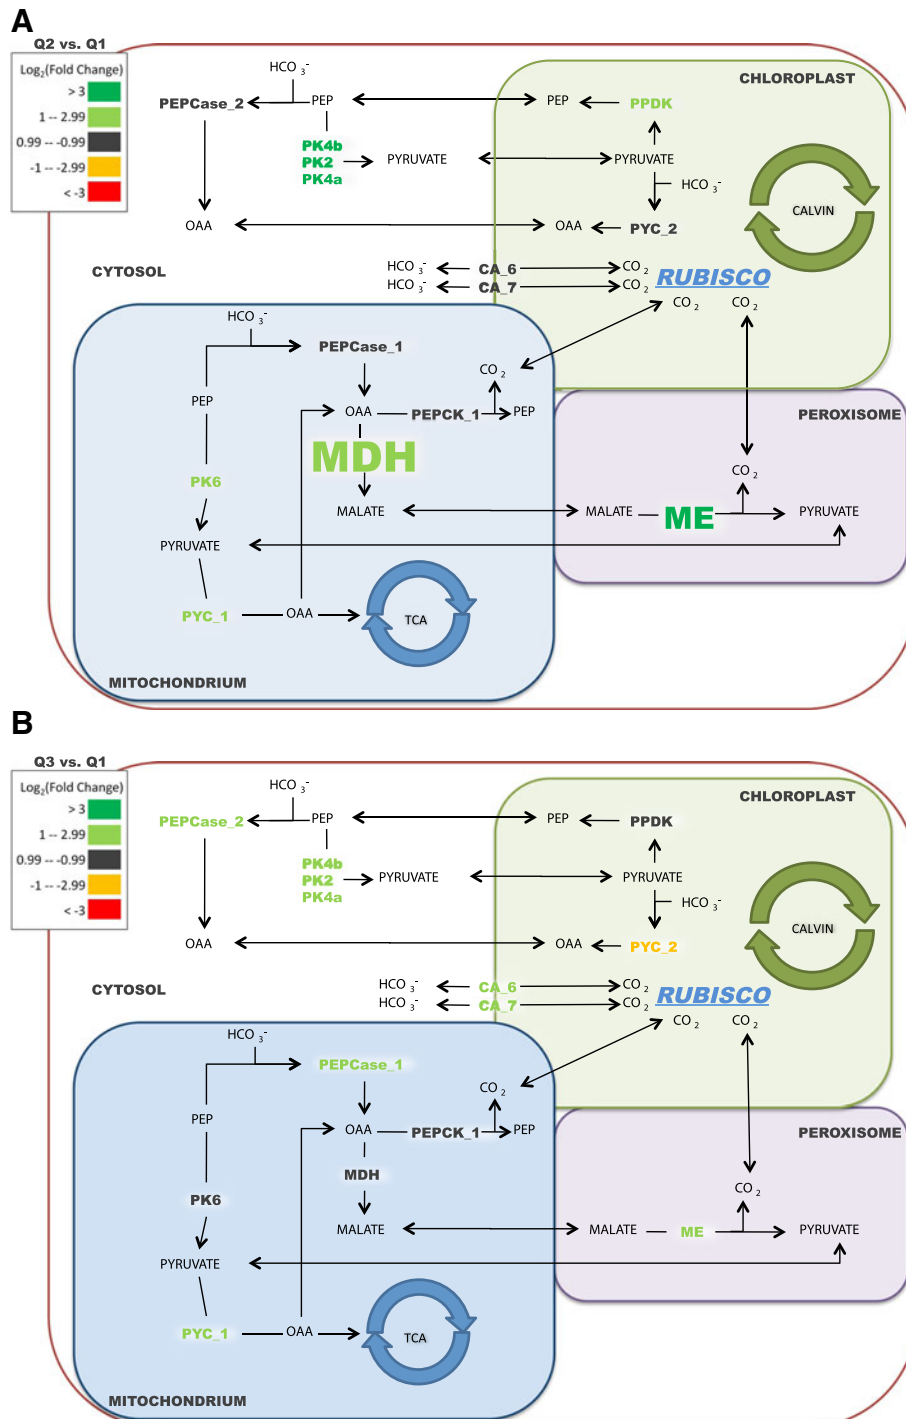 A
Q2 vs. Q1
Log2(Fold Change)
> 3
1 -- 2.99
0.99 -- -0.99
-1 -- -2.99
< -3
CHLOROPLAST
HCO3-
PEPCase_2
PEP
PEP
PPDK
PK4b
PK2
PK4a
PYRUVATE
PYRUVATE
HCO3-
CALVIN
OAA
OAA
PYC_2
CYTOSOL
HCO3-
CA_6
CO2
HCO3-
CA_7
CO2
RUBISCO
CO2
CO2
HCO3-
PEPCase_1
CO2
PEP
OAA
PEPCK_1
PEP
PEROXISOME
MDH
CO2
PK6
MALATE
MALATE
ME
PYRUVATE
PYRUVATE
PYC_1
OAA
TCA
MITOCHONDRIUM
B
Q3 vs. Q1
Log2(Fold Change)
> 3
1 -- 2.99
0.99 -- -0.99
-1 -- -2.99
< -3
CHLOROPLAST
HCO3-
PEPCase_2
PEP
PEP
PPDK
PK4b
PK2
PK4a
PYRUVATE
PYRUVATE
HCO3-
CALVIN
OAA
OAA
PYC_2
CYTOSOL
HCO3-
CA_6
CO2
HCO3-
CA_7
CO2
RUBISCO
CO2
CO2
HCO3-
PEPCase_1
CO2
PEP
OAA
PEPCK_1
PEP
PEROXISOME
MDH
CO2
PK6
MALATE
MALATE
ME
PYRUVATE
PYRUVATE
PYC_1
OAA
TCA
MITOCHONDRIUM